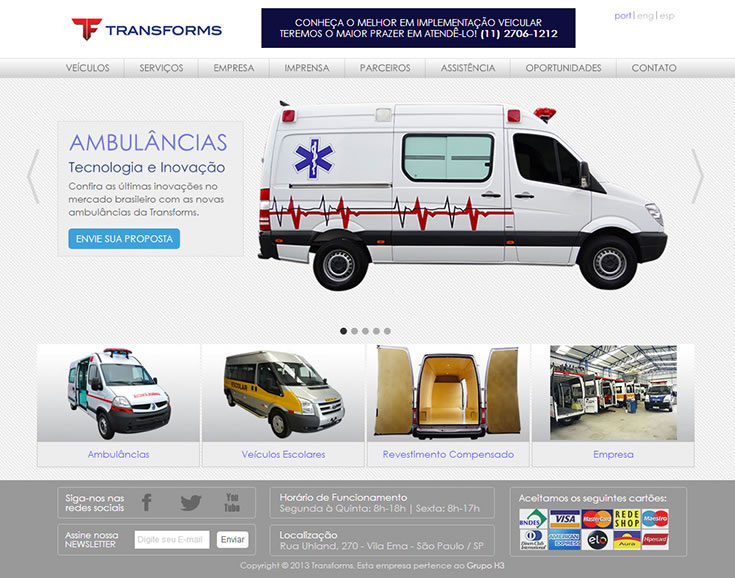 TRANSFORMS
CONHEÇA O MELHOR EM IMPLEMENTAÇÃO VEICULAR
TEREMOS O MAIOR PRAZER EM ATENDÊ-LO! (11) 2706-1212
port | eng | esp
VEÍCULOS SERVIÇOS EMPRESA IMPRENSA PARCEIROS ASSISTÊNCIA OPORTUNIDADES CONTATO
AMBULÂNCIAS
Tecnologia e Inovação
Confira as últimas inovações no
mercado brasileiro com as novas
ambulâncias da Transforms.
ENVIE SUA PROPOSTA
ESCOLAR
Ambulâncias
Veículos Escolares
Revestimento Compensado
Empresa
Siga-nos nas
redes sociais
You
Tube
Assine nossa
NEWSLETTER
Digite seu E-mail
Enviar
Horário de Funcionamento
Segunda à Quinta: 8h-18h | Sexta: 8h-17h
Localização
Rua Uhland, 270 - Vila Ema - São Paulo / SP
Aceitamos os seguintes cartões:
BNDES
VISA
MasterCard
REDE
SHOP
Maestro
Diners Club
International
AMERICAN
EXPRESS
elo
Aura
Hipercard
Copyright © 2013 Transforms. Esta empresa pertence ao Grupo H3